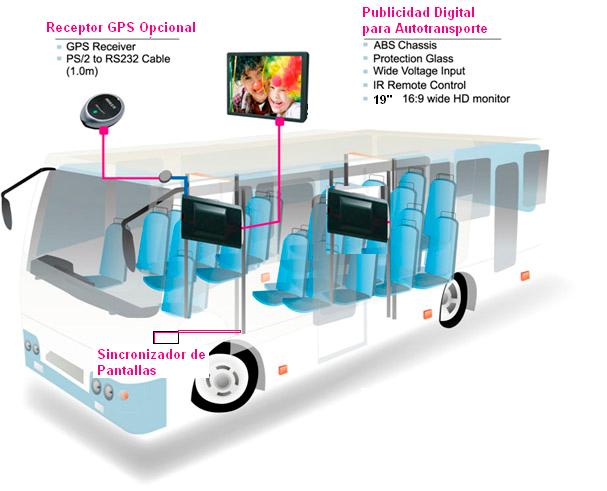 Receptor GPS Opcional
GPS Receiver
PS/2 to RS232 Cable
(1.0m)
Publicidad Digital
para Autotransporte
ABS Chassis
Protection Glass
Wide Voltage Input
IR Remote Control
19" 16:9 wide HD monitor
Sincronizador de
Pantallas